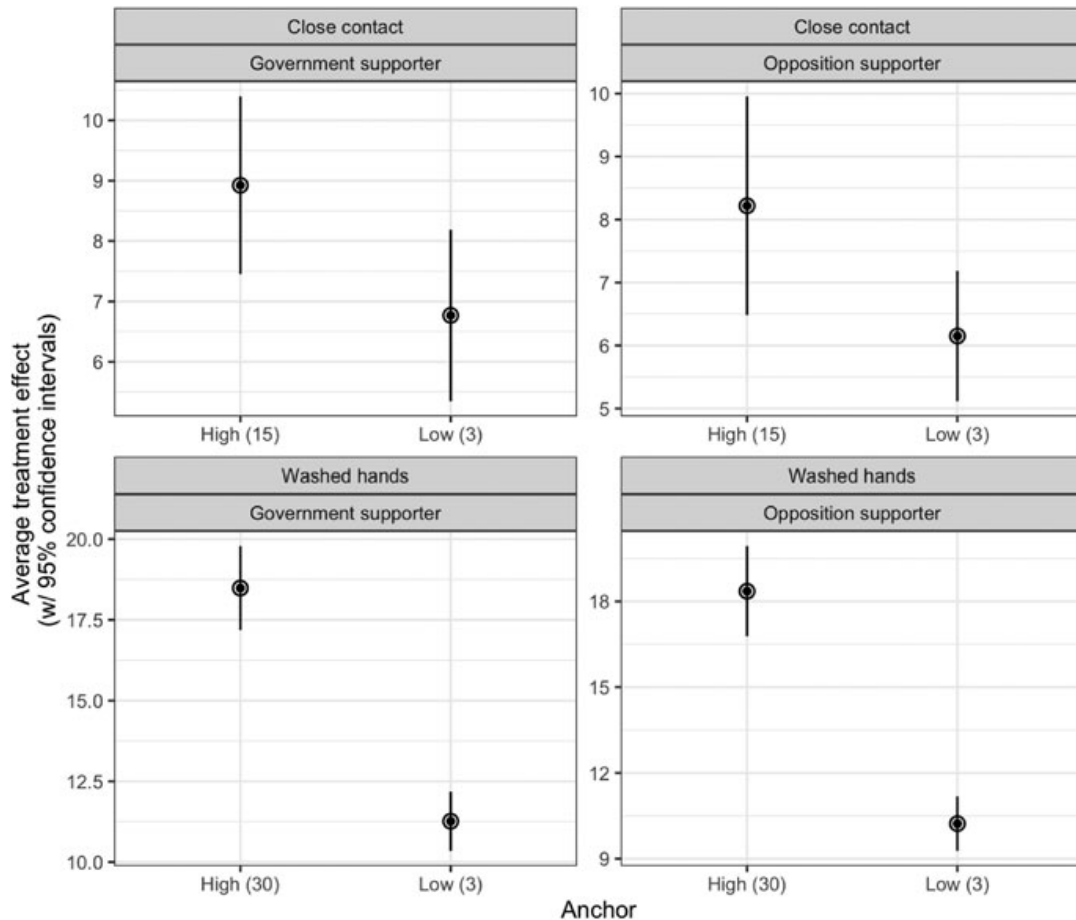 Close contact
Government supporter
10
9
8
7
6
High (15)
Low (3)
Close contact
Opposition supporter
10
9
8
7
6
5
High (15)
Low (3)
Average treatment effect
(w/ 95% confidence intervals)
Washed hands
Government supporter
20.0
17.5
15.0
12.5
10.0
High (30)
Low (3)
Washed hands
Opposition supporter
18
15
12
9
High (30)
Low (3)
Anchor